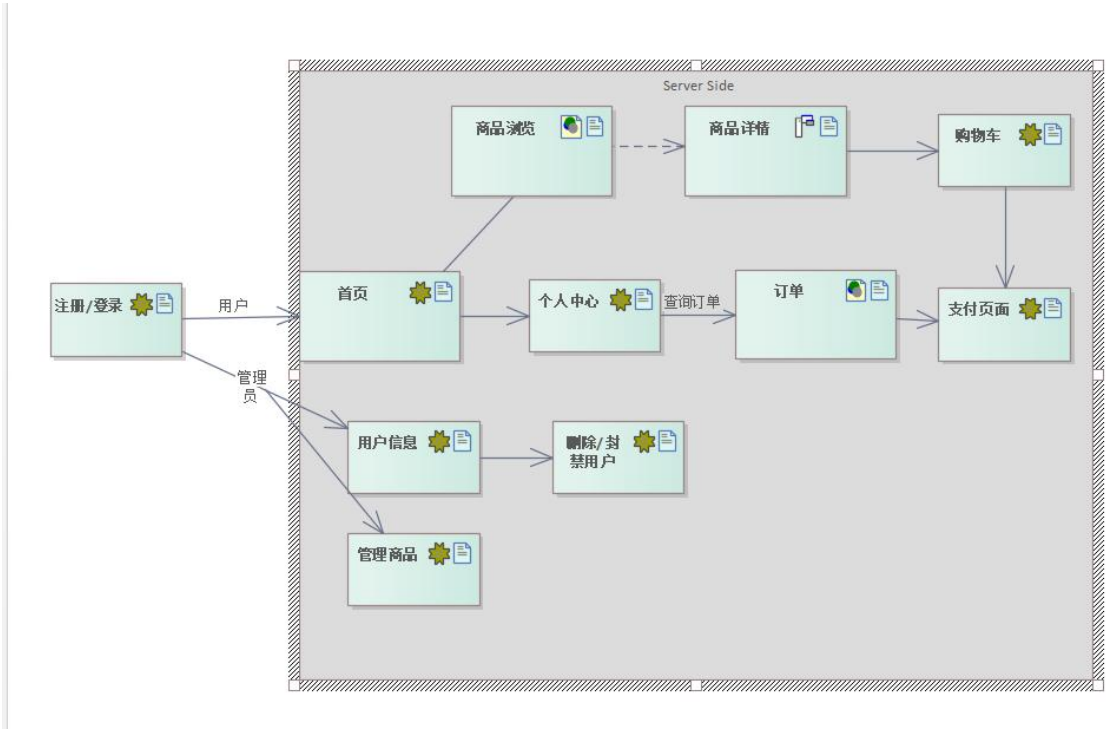 Server Side
商品浏览
商品详情
购物车
注册/登录
用户
首页
个人中心
查询订单
订单
支付页面
管理
员
用户信息
删除/封
禁用户
管理商品